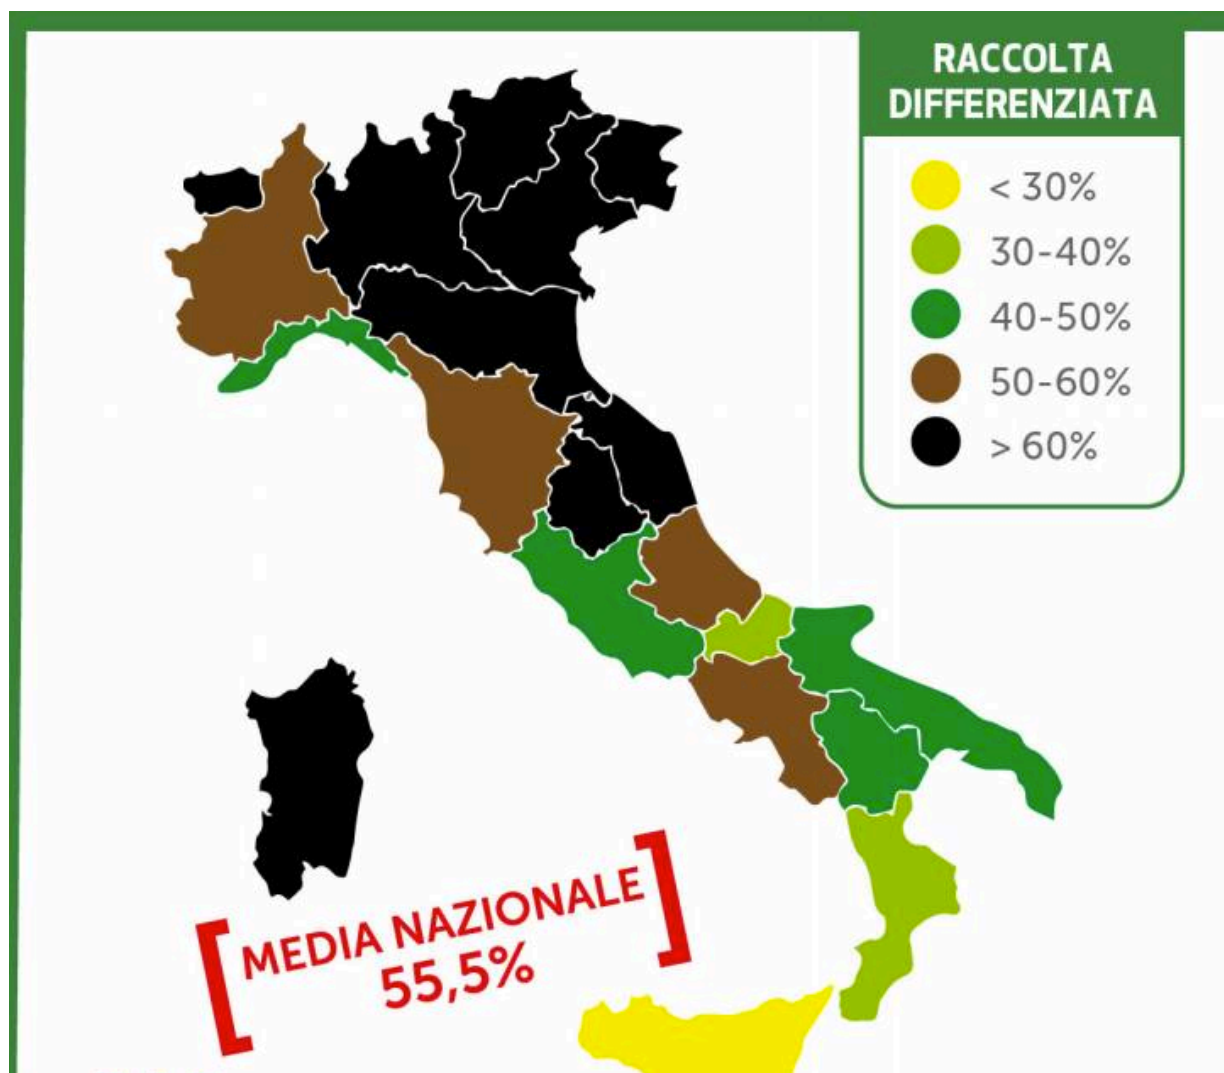 RACCOLTA
DIFFERENZIATA
< 30%
30-40%
40-50%
50-60%
> 60%
MEDIA NAZIONALE
55,5%